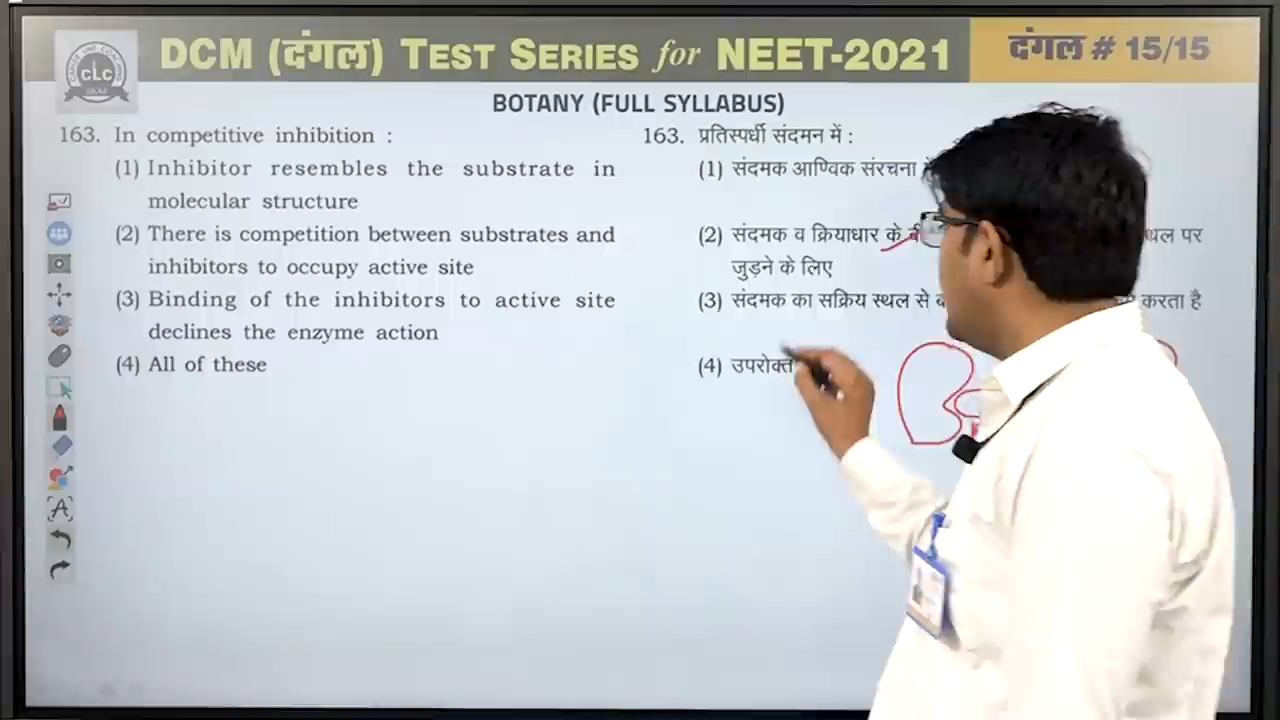 DCM (दंगल) TEST SERIES for NEET-2021
दंगल # 15/15
CLC
BOTANY (FULL SYLLABUS)
163. In competitive inhibition :
(1) Inhibitor resembles the substrate in
molecular structure
(2) There is competition between substrates and
inhibitors to occupy active site
(3) Binding of the inhibitors to active site
declines the enzyme action
(4) All of these
163. प्रतिस्पर्धी संदमन में :
(1) संदमक आण्विक संरचना
(2) संदमक व क्रियाधार के थल पर
जुड़ने के लिए
(3) संदमक का सक्रिय स्थल से करता है
(4) उपरोक्त